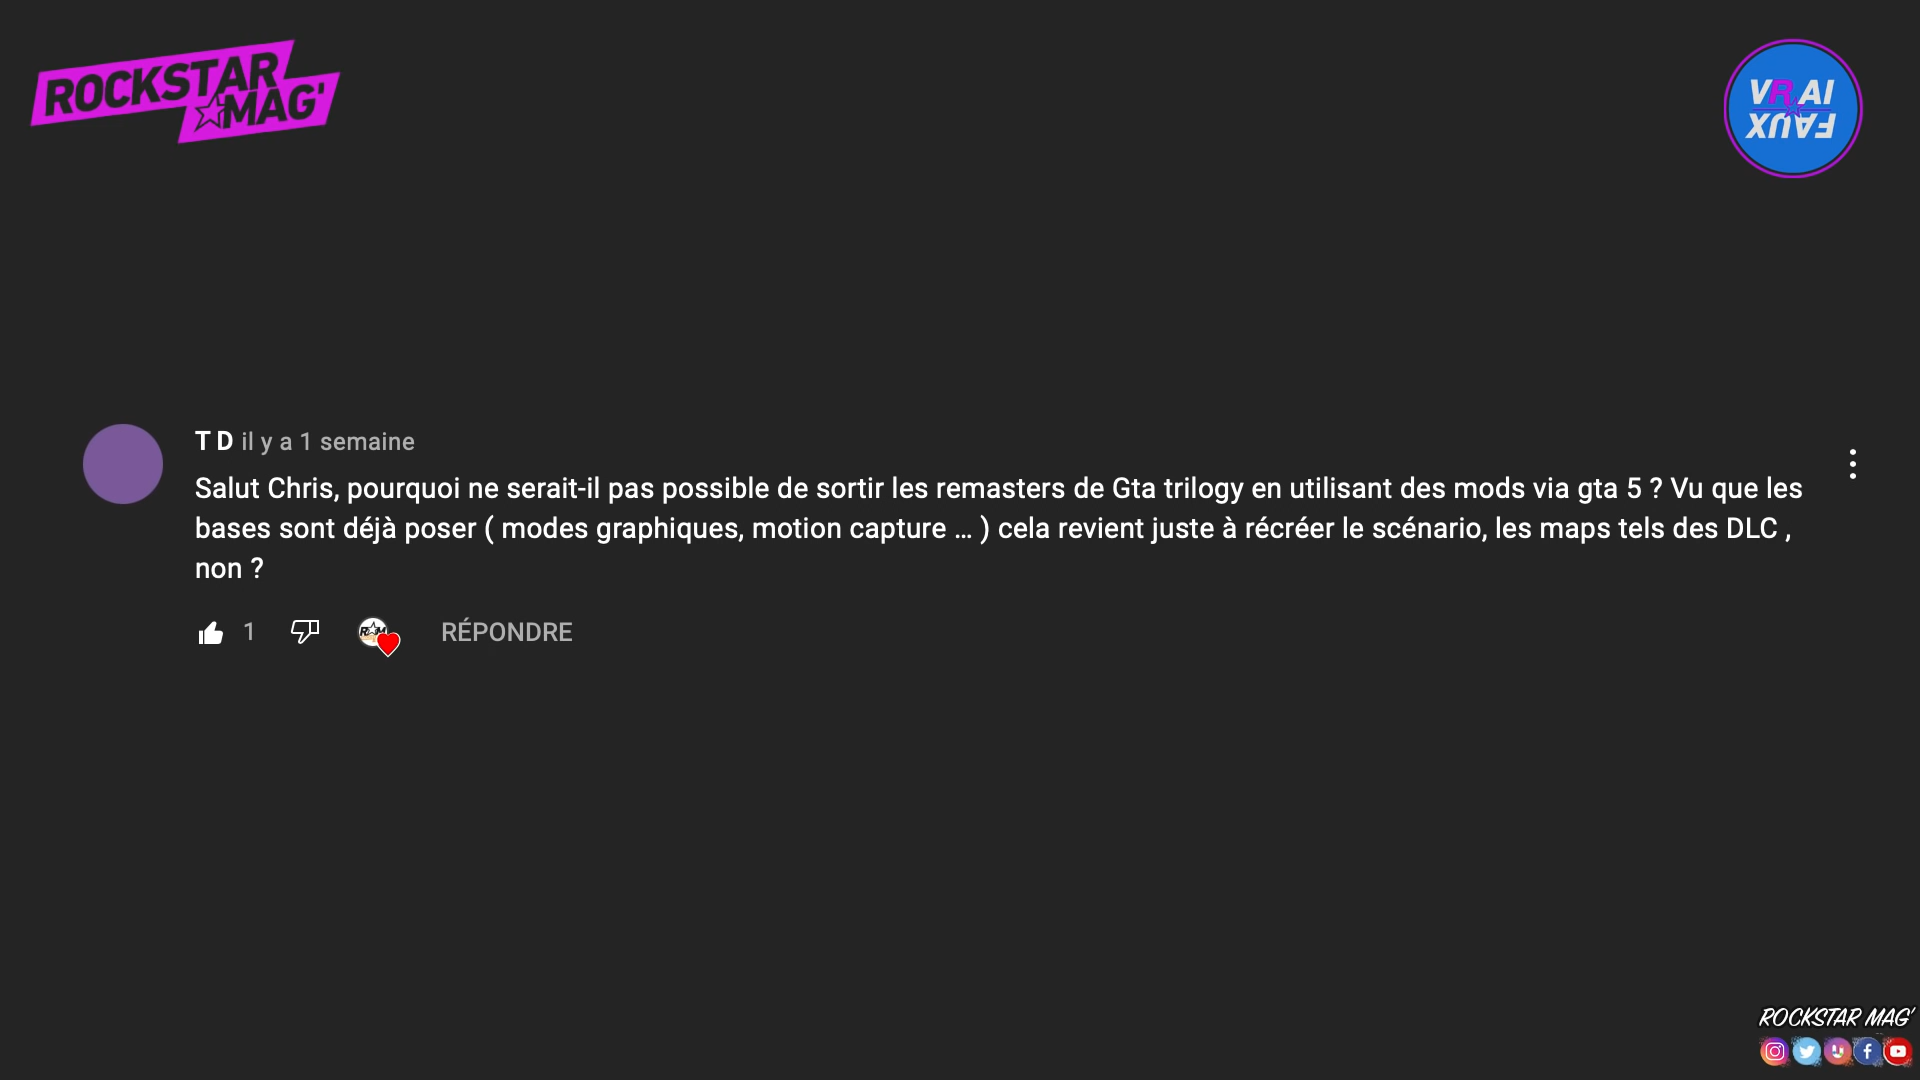 ROCKSTAR
MAG'
VRAI
FAUX
T D il y a 1 semaine
Salut Chris, pourquoi ne serait-il pas possible de sortir les remasters de Gta trilogy en utilisant des mods via gta 5 ? Vu que les
bases sont déjà poser ( modes graphiques, motion capture ... ) cela revient juste à récréer le scénario, les maps tels des DLC ,
non ?
1
RÉPONDRE
ROCKSTAR MAG'